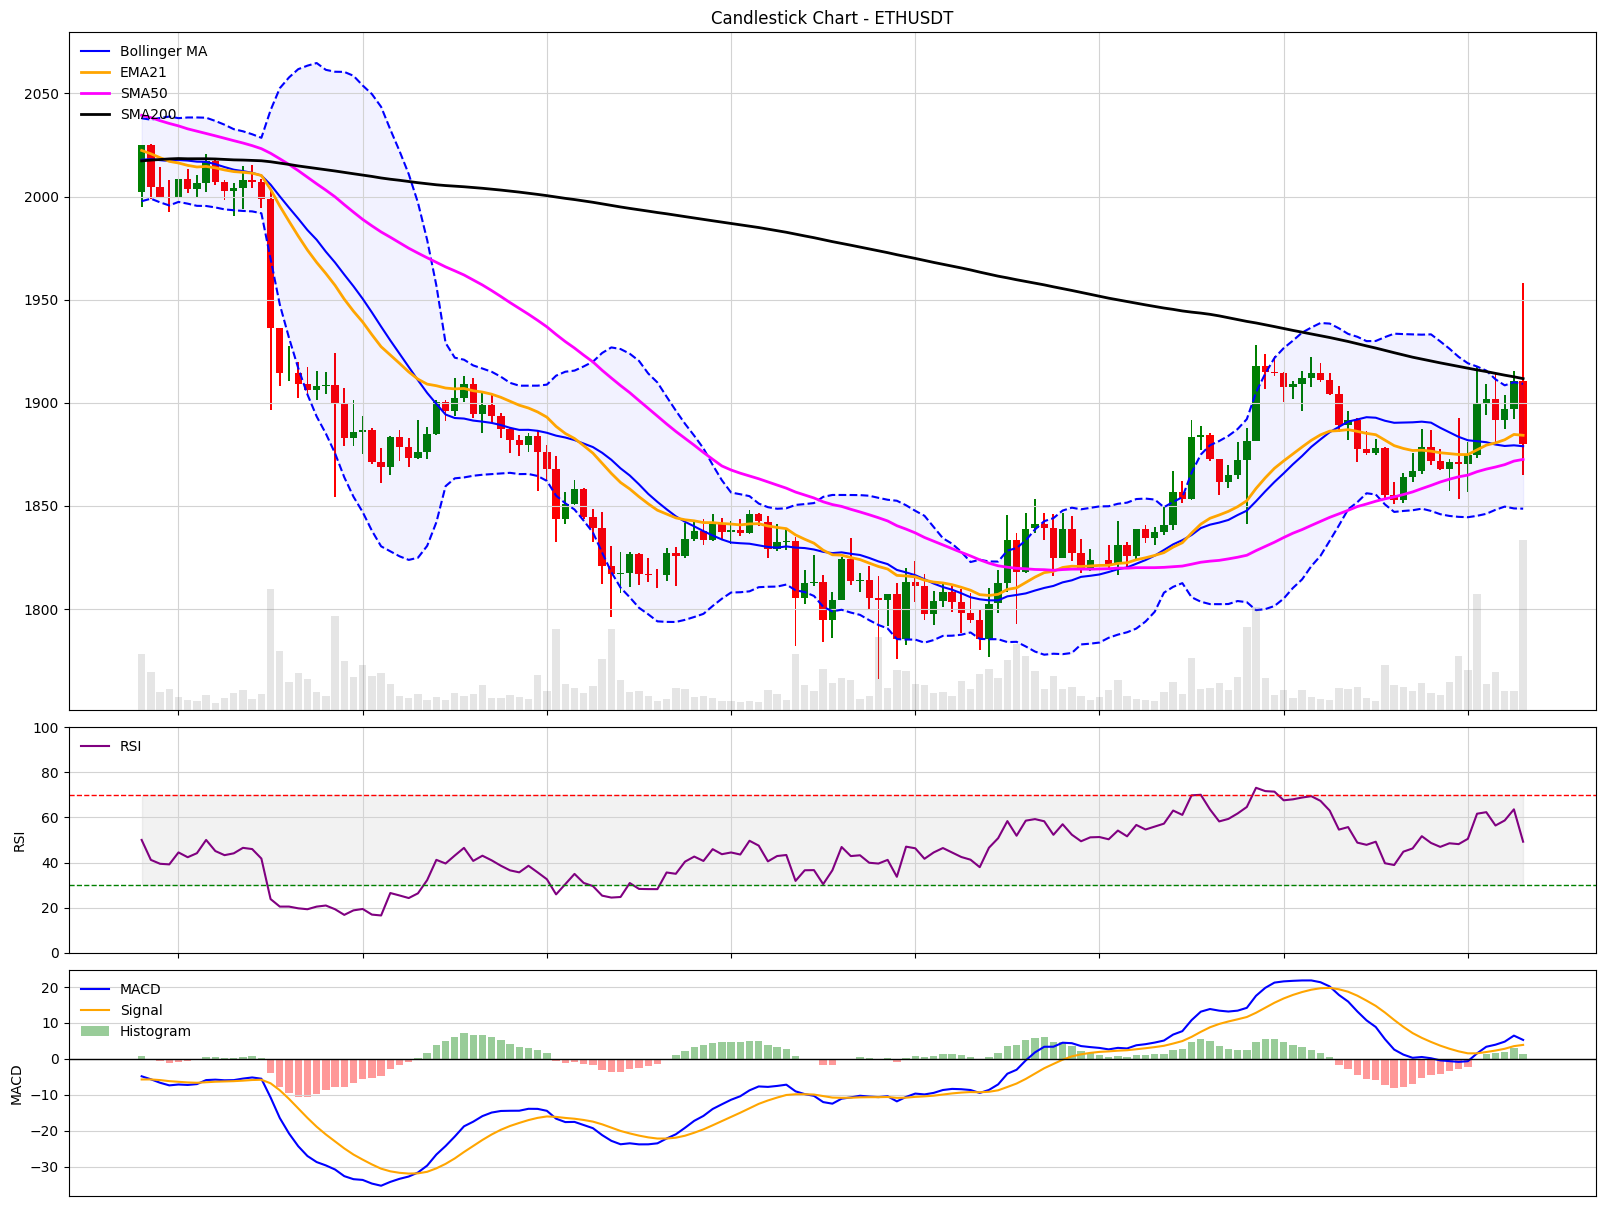 Candlestick Chart - ETHUSDT
Bollinger MA
EMA21
SMA50
SMA200
2050
2000
1950
1900
1850
1800
RSI
100
80
60
40
20
0
RSI
MACD
Signal
Histogram
20
10
0
−10
−20
−30
MACD